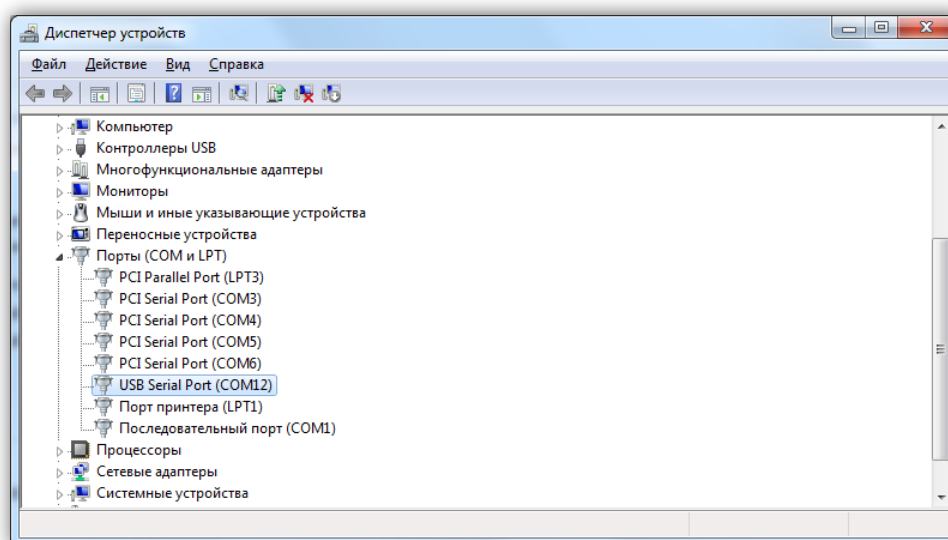 Диспетчер устройств
Файл Действие Вид Справка
Компьютер
Контроллеры USB
Многофункциональные адаптеры
Мониторы
Мыши и иные указывающие устройства
Переносные устройства
Порты (COM и LPT)
PCI Parallel Port (LPT3)
PCI Serial Port (COM3)
PCI Serial Port (COM4)
PCI Serial Port (COM5)
PCI Serial Port (COM6)
USB Serial Port (COM12)
Порт принтера (LPT1)
Последовательный порт (COM1)
Процессоры
Сетевые адаптеры
Системные устройства